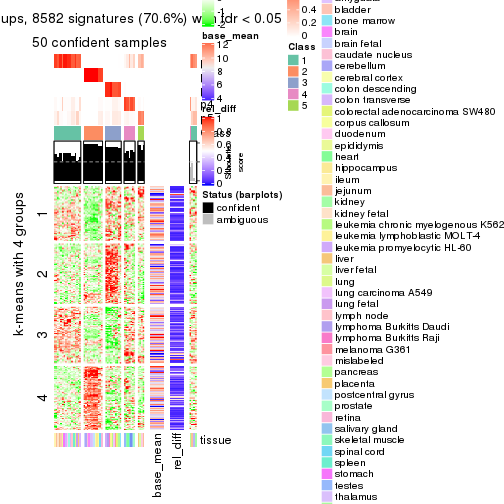 ups, 8582 signatures (70.6%) with fdr < 0.05
50 confident samples
base_mean
12
10
8
6
4
rel_diff
0
0.4
0.2
0
Class
1
2
3
4
5
Silhouette
score
Status (barplots)
confident
ambiguous
k-means with 4 groups
1
2
3
4
tissue
base_mean
rel_diff
bladder
bone marrow
brain
brain fetal
caudate nucleus
cerebellum
cerebral cortex
colon descending
colon transverse
colorectal adenocarcinoma SW480
corpus callosum
duodenum
epididymis
heart
hippocampus
ileum
jejunum
kidney
kidney fetal
leukemia chronic myelogenous K562
leukemia lymphoblastic MOLT-4
leukemia promyelocytic HL-60
liver
liver fetal
lung
lung carcinoma A549
lung fetal
lymph node
lymphoma Burkitts Daudi
lymphoma Burkitts Raji
melanoma G361
mislabeled
pancreas
placenta
postcentral gyrus
prostate
retina
salivary gland
skeletal muscle
spinal cord
spleen
stomach
testes
thalamus